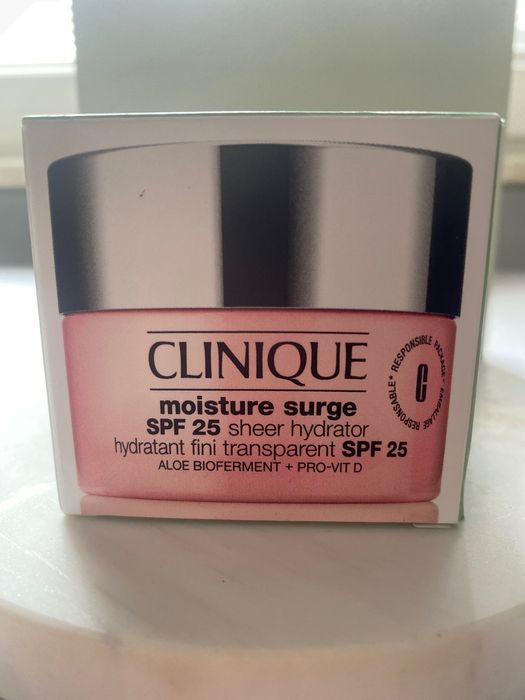 CLINIQUE
moisture surge
SPF 25 sheer hydrator
hydratant fini transparent SPF 25
ALOE BIOFERMENT + PRO-VIT D
RESPONSIBLE PACKAGE • EMBALLAGE RESPONSABLE •
C